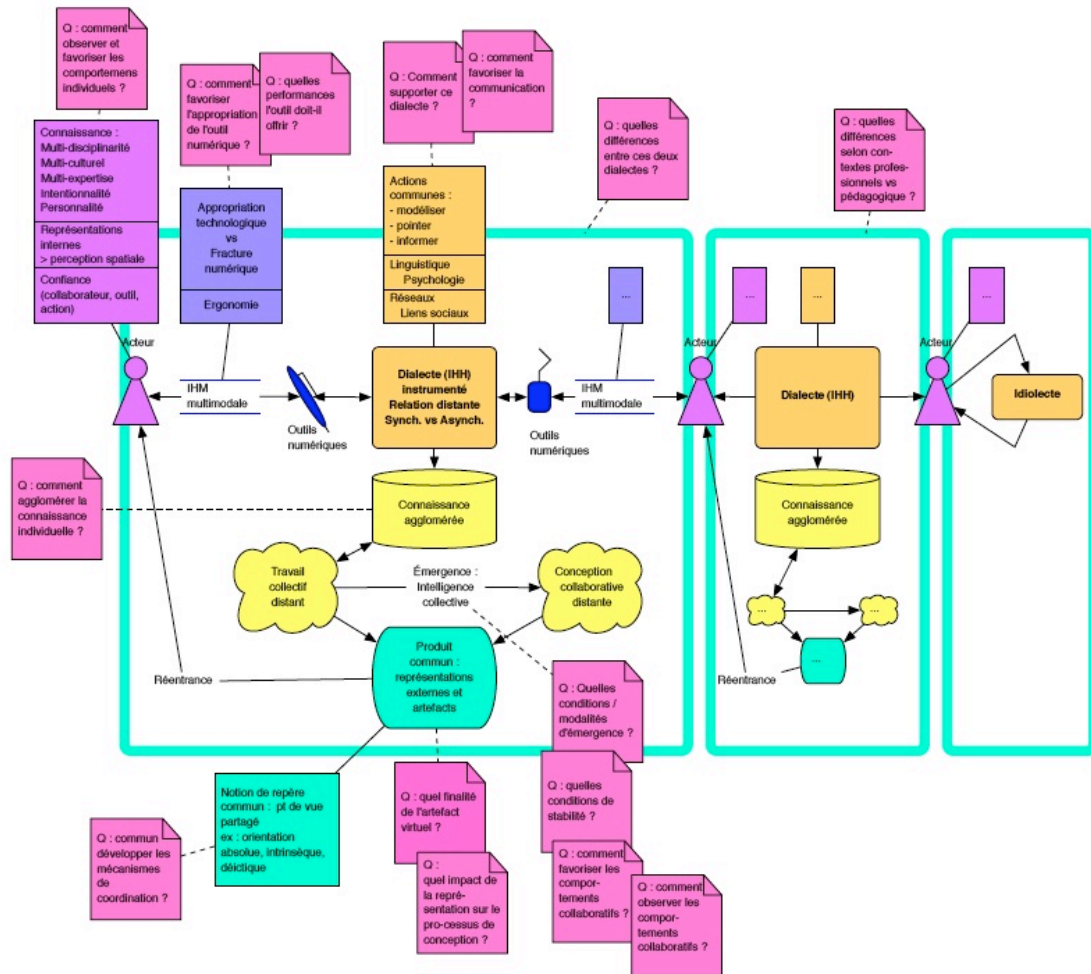 Q : comment
observer et
favoriser les
comportemens
individuels ?
Q : comment
favoriser
l'appropriation
de l'outil
numérique ?
Q : quelles
performances
l'outil doit-il
offrir ?
Q : Comment
supporter ce
dialecte ?
Q : comment
favoriser la
communication
?
Q : quelles
différences
entre ces deux
dialectes ?
Q : quelles
différences
selon con-
textes profes-
sionnels vs
pédagogique ?
Connaissance :
Multi-disciplinarité
Multi-culturel
Multi-expertise
Intentionnalité
Personnalité
Représentations
internes
> perception spatiale
Confiance
(collaborateur, outil,
action)
Appropriation
technologique
vs
Fracture
numérique
Ergonomie
Actions
communes :
- modéliser
- pointer
- informer
Linguistique
Psychologie
Réseaux
Liens sociaux
...
...
...
...
Acteur
IHM
multimodale
Outils
numériques
Dialecte (IHH)
instrumenté
Relation distante
Synch. vs Asynch.
Outils
numériques
IHM
multimodale
Acteur
Dialecte (IHH)
Acteur
Idiolecte
Q : comment
agglomérer la
connaissance
individuelle ?
Connaissance
agglomérée
Connaissance
agglomérée
Travail
collectif
distant
Émergence :
Intelligence
collective
Conception
collaborative
distante
...
...
Produit
commun :
représentations
externes et
artefacts
Réentrance
...
Réentrance
Q : Quelles
conditions /
modalités
d'émergence ?
Notion de repère
commun : pt de vue
partagé
ex : orientation
absolue, intrinsèque,
déictique
Q : quel finalité
de l'artefact
virtuel ?
Q : quelles
conditions de
stabilité ?
Q : commun
développer les
mécanismes
de
coordination ?
Q :
quel impact de
la repré-
sentation sur le
pro-cessus de
conception ?
Q : comment
favoriser les
compor-
tements
collaboratifs ?
Q : comment
observer les
compor-
tements
collaboratifs ?